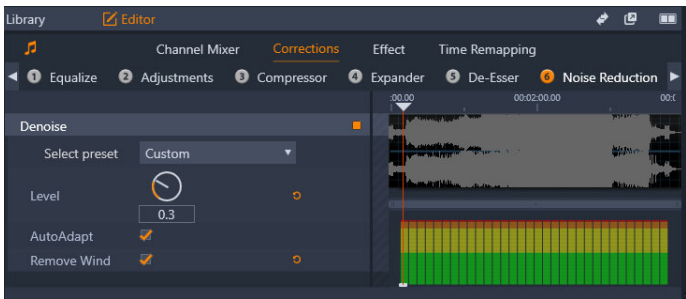 Library Editor
Channel Mixer Corrections Effect Time Remapping
1 Equalize 2 Adjustments 3 Compressor 4 Expander 5 De-Esser 6 Noise Reduction
:00.00 00:02:00.00 00:(
Denoise
Select preset Custom
Level
0.3
AutoAdapt
Remove Wind